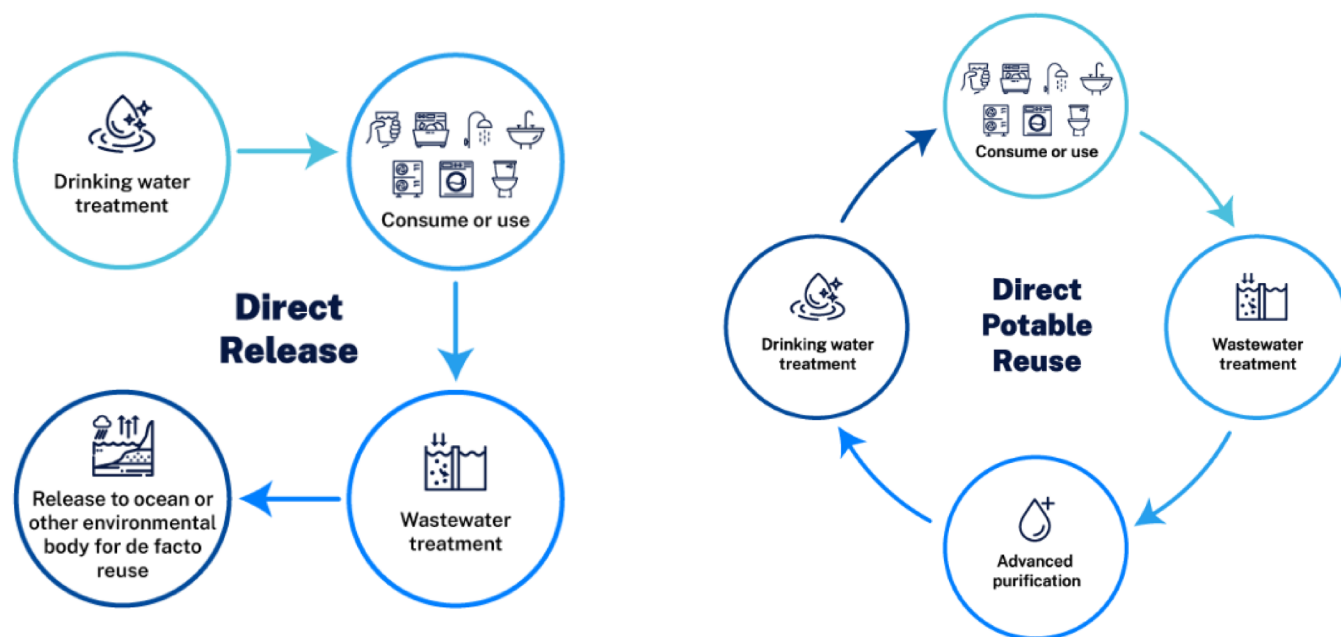 Drinking water
treatment
Consume or use
Direct
Release
Release to ocean or
other environmental
body for de facto
reuse
Wastewater
treatment
Consume or use
Drinking water
treatment
Direct
Potable
Reuse
Wastewater
treatment
Advanced
purification